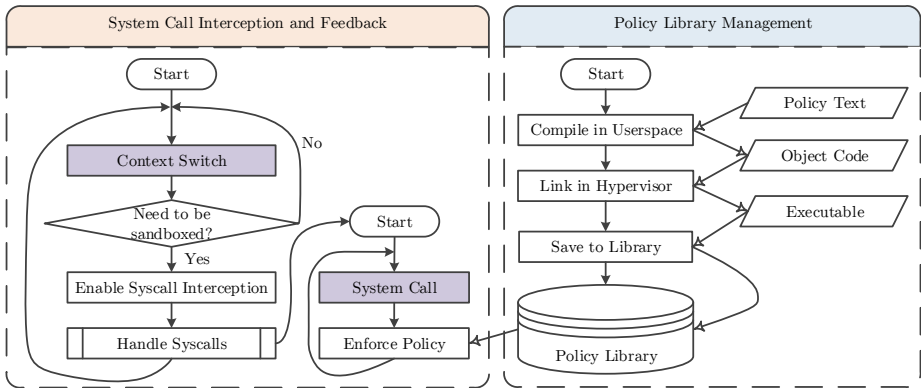 System Call Interception and Feedback
Start
Context Switch
No
Need to be
sandboxed?
Yes
Enable Syscall Interception
Handle Syscalls
Start
System Call
Enforce Policy
Policy Library Management
Start
Policy Text
Compile in Userspace
Object Code
Link in Hypervisor
Executable
Save to Library
Policy Library